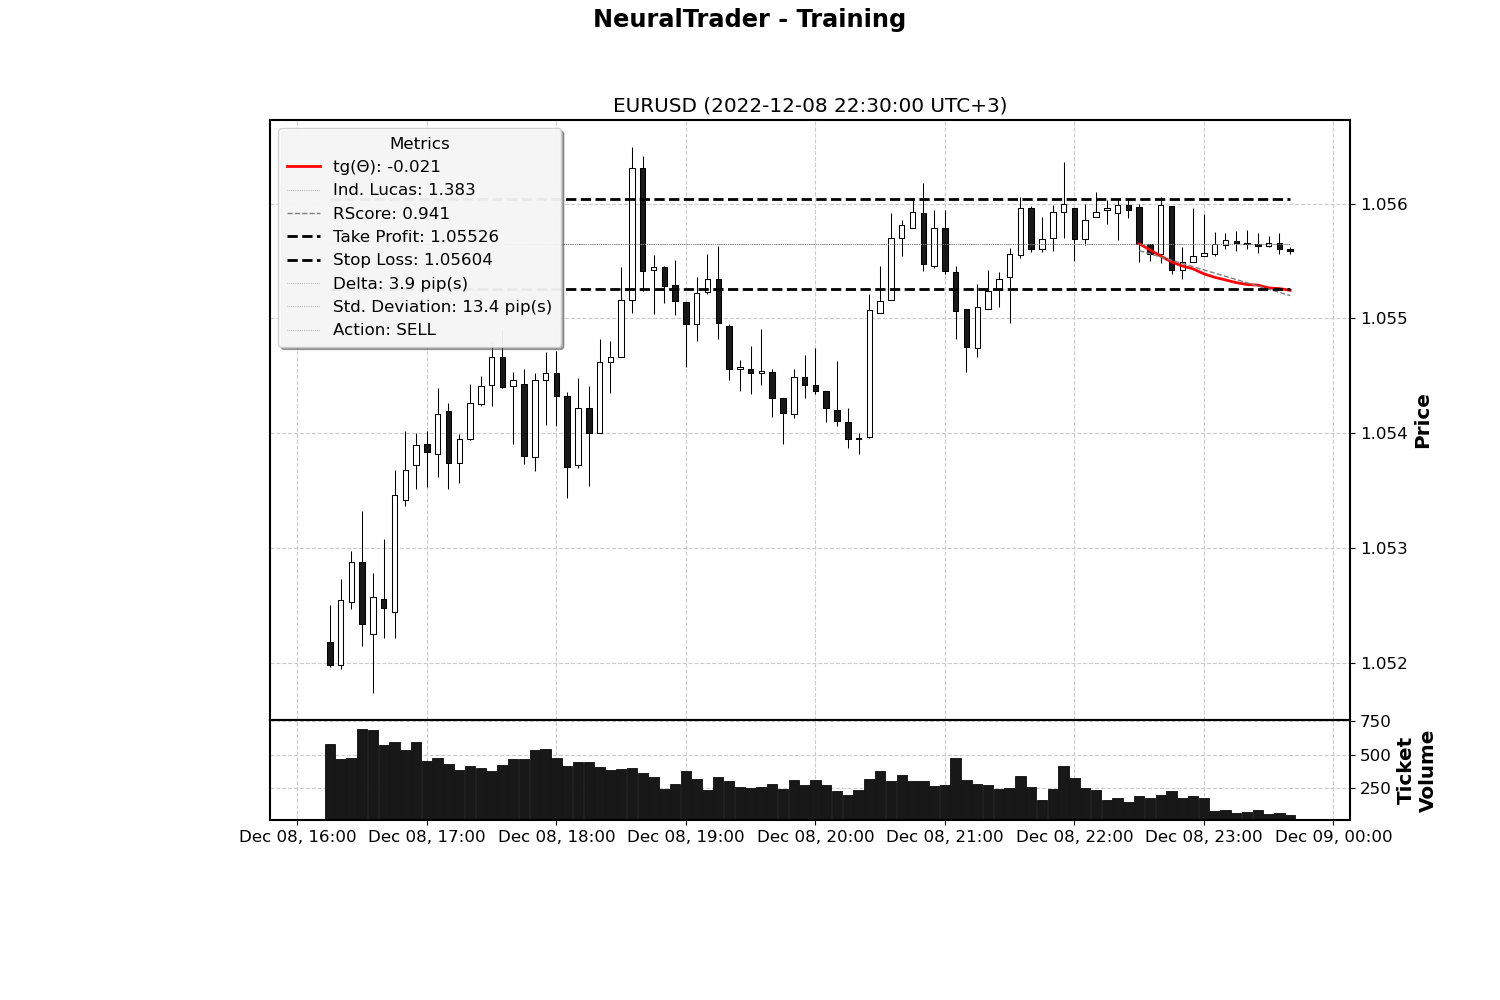 NeuralTrader - Training
EURUSD (2022-12-08 22:30:00 UTC+3)
Metrics
tg(Θ): -0.021
Ind. Lucas: 1.383
RScore: 0.941
Take Profit: 1.05526
Stop Loss: 1.05604
Delta: 3.9 pip(s)
Std. Deviation: 13.4 pip(s)
Action: SELL
1.056
1.055
1.054
1.053
1.052
Price
750
500
250
Ticket
Volume
Dec 08, 16:00 Dec 08, 17:00 Dec 08, 18:00 Dec 08, 19:00 Dec 08, 20:00 Dec 08, 21:00 Dec 08, 22:00 Dec 08, 23:00 Dec 09, 00:00